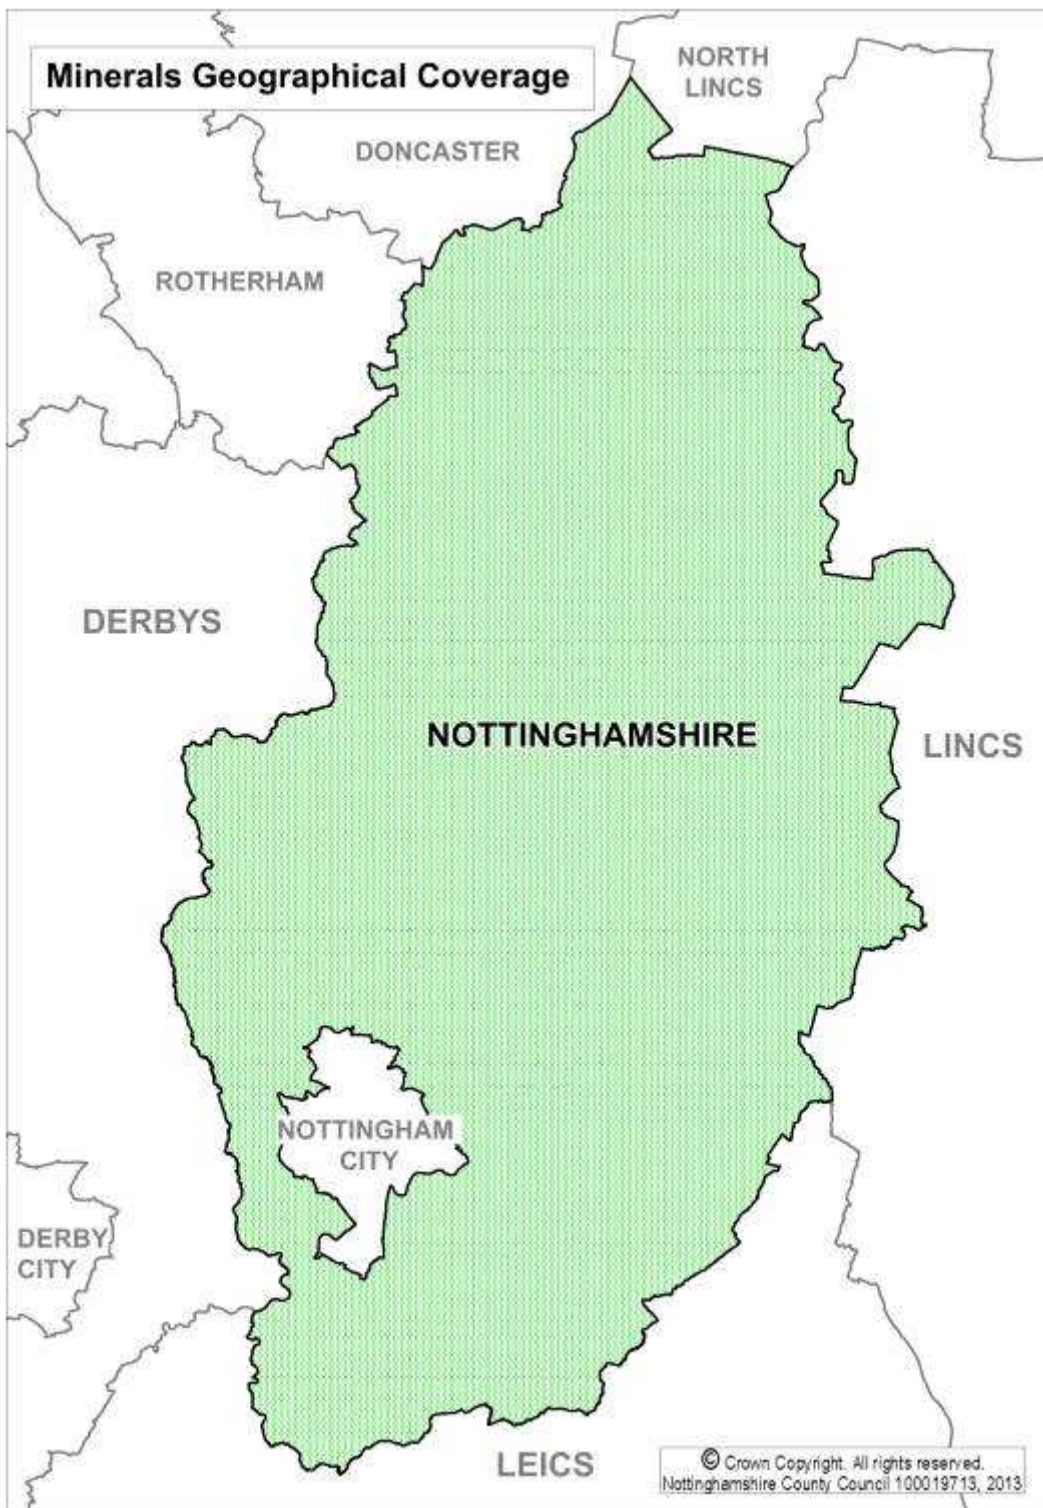 Minerals Geographical Coverage
NORTH
LINCS
DONCASTER
ROTHERHAM
DERBYS
NOTTINGHAMSHIRE
LINCS
NOTTINGHAM
CITY
DERBY
CITY
LEICS
© Crown Copyright. All rights reserved.
Nottinghamshire County Council 100019713, 2013